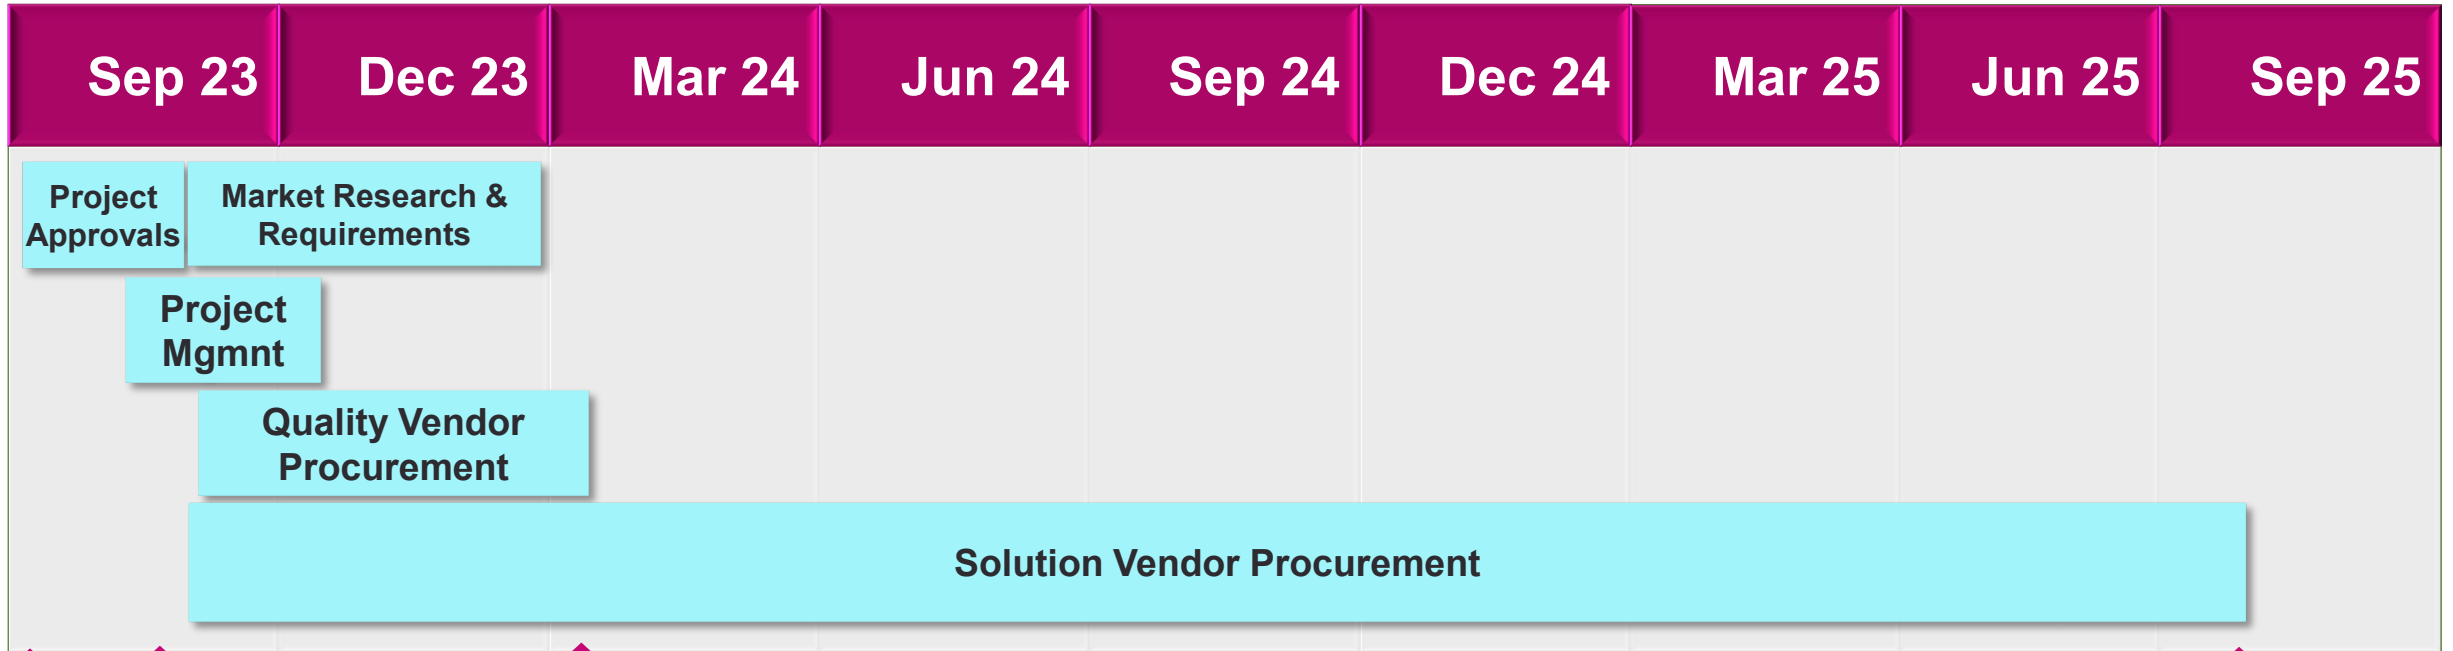 Sep 23
Dec 23
Mar 24
Jun 24
Sep 24
Dec 24
Mar 25
Jun 25
Sep 25
Project
Approvals
Market Research &
Requirements
Project
Mgmnt
Quality Vendor
Procurement
Solution Vendor Procurement